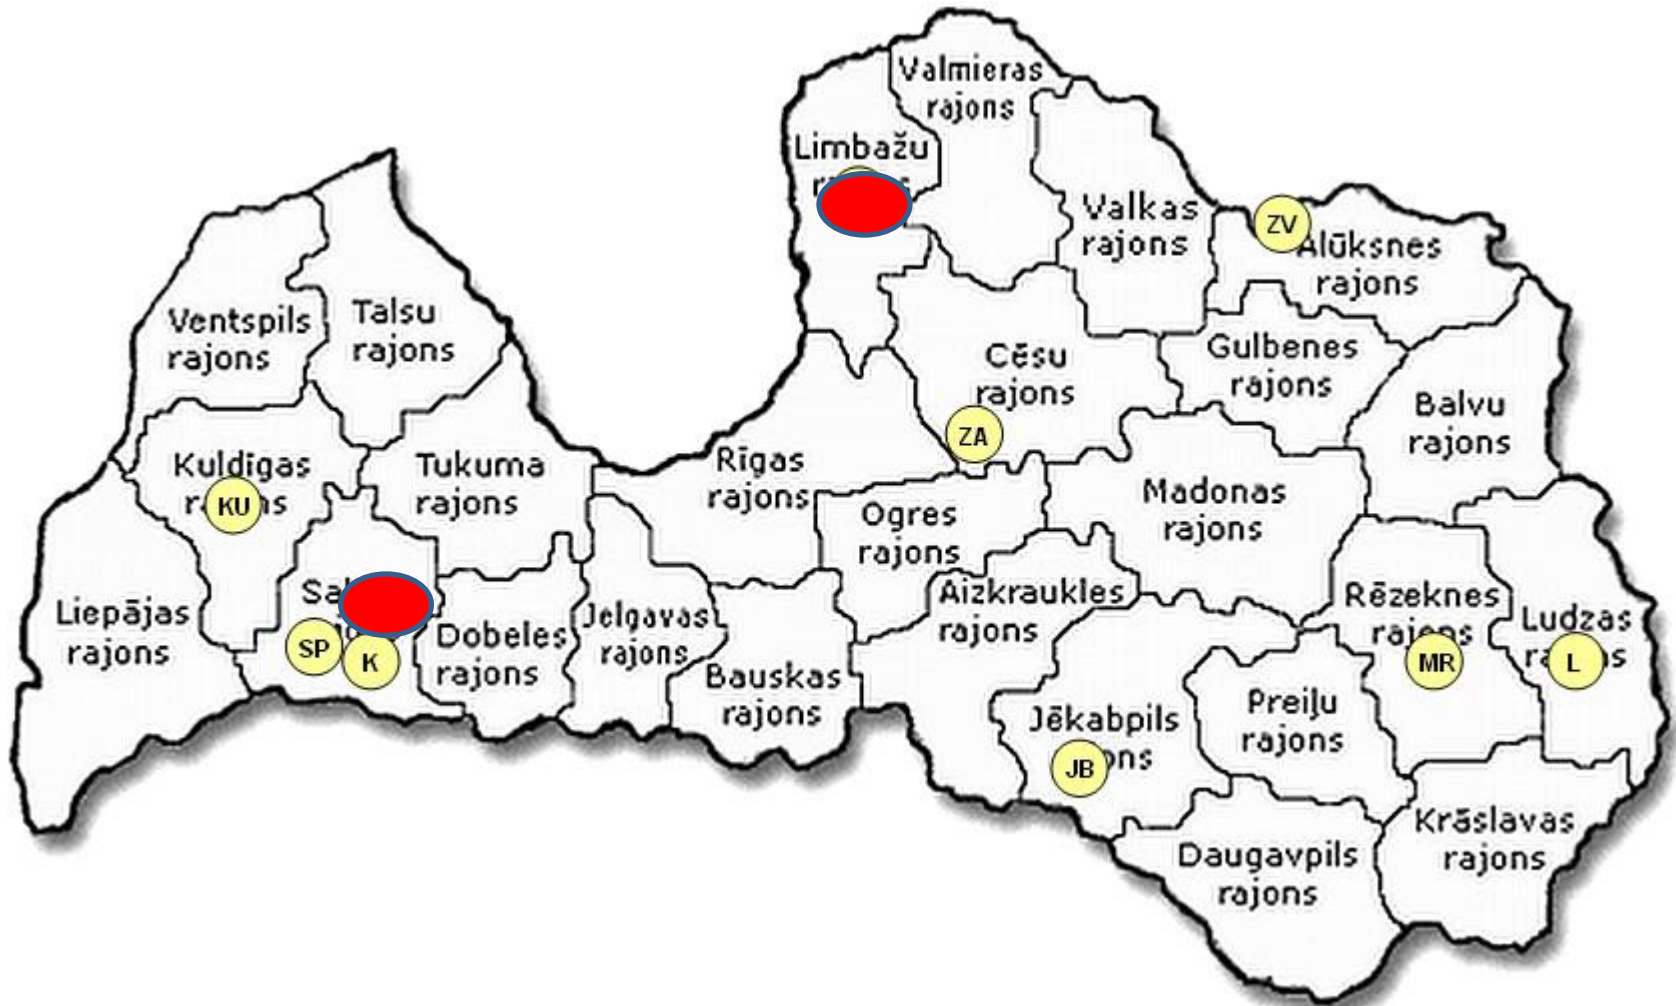 Valmieras
rajons
Limbažu
Valkas
rajons
ZV
Alūksnes
rajons
Ventspils
rajons
Talsu
rajons
Cēsu
rajons
Gulbenes
rajons
Balvu
rajons
ZA
Kuldīgas
KU
Tukuma
rajons
Rīgas
rajons
Ogres
rajons
Madonas
rajons
Liepājas
rajons
SP
K
Dobeles
rajons
Jelgavas
rajons
Bauskas
rajons
Aizkraukles
rajons
Rēzeknes
rajons
MR
Ludzas
L
Jēkabpils
JB
Preiļu
rajons
Daugavpils
rajons
Krāslavas
rajons